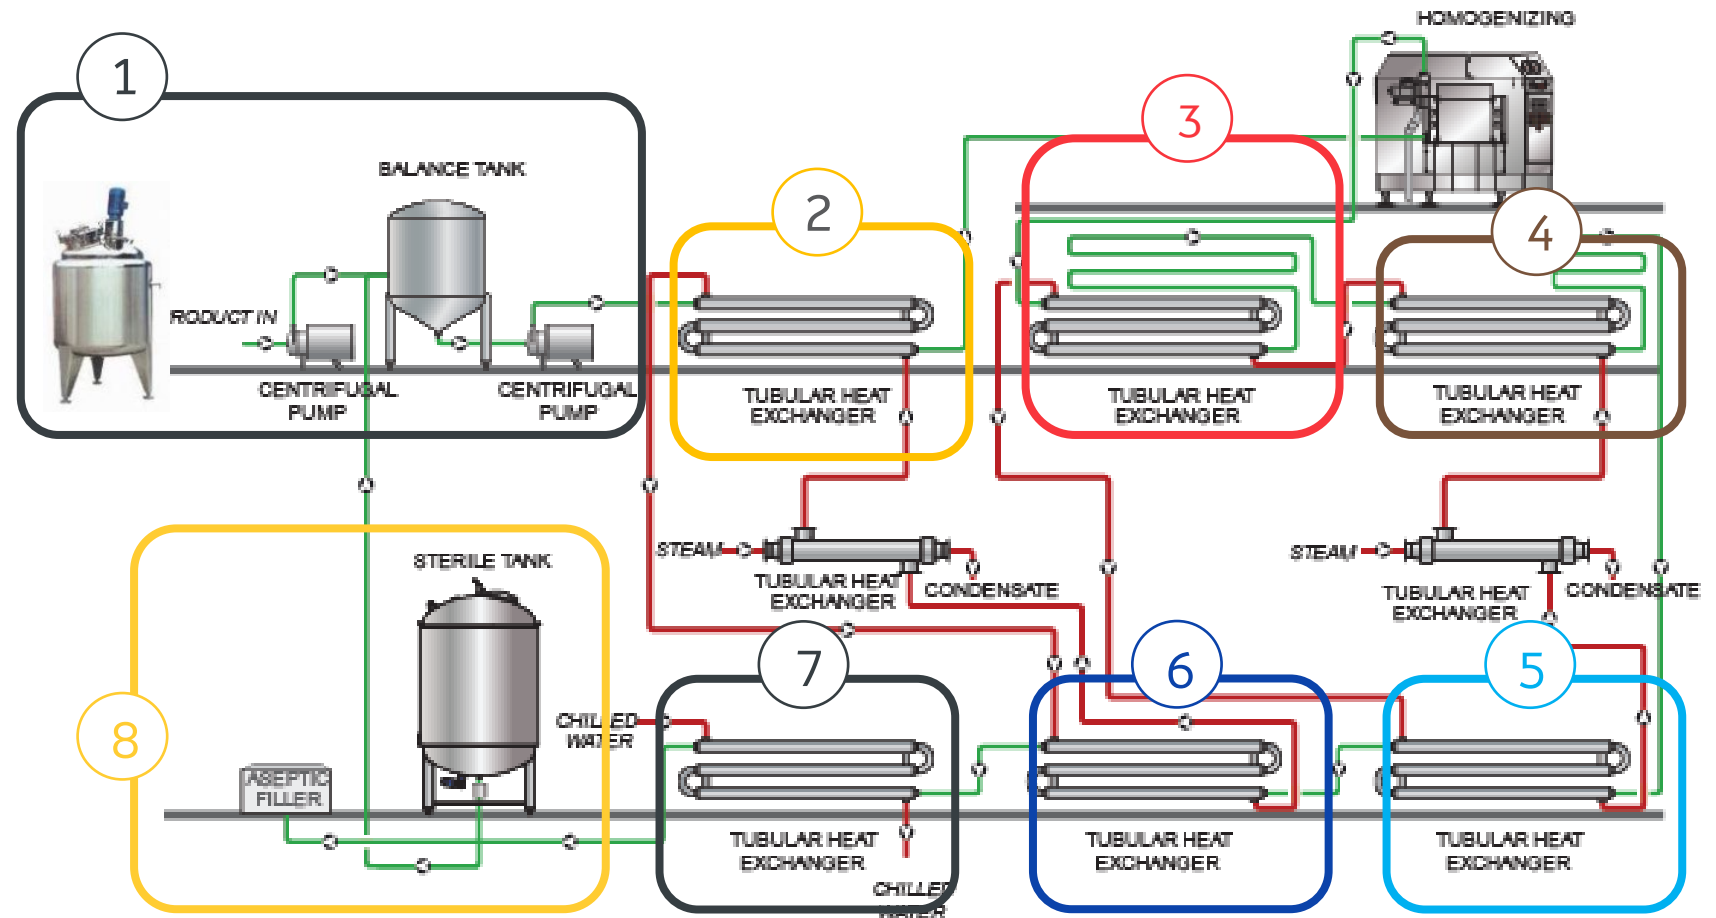 HOMOGENIZING
1
3
BALANCE TANK
2
4
RODUCT IN
CENTRIFUGAL
PUMP
CENTRIFUGAL
PUMP
TUBULAR HEAT
EXCHANGER
TUBULAR HEAT
EXCHANGER
TUBULAR HEAT
EXCHANGER
STERILE TANK
STEAM
TUBULAR HEAT
EXCHANGER
CONDENSATE
STEAM
TUBULAR HEAT
EXCHANGER
CONDENSATE
7
6
5
8
CHILLED
WATER
ASEPTIC
FILLER
TUBULAR HEAT
EXCHANGER
TUBULAR HEAT
EXCHANGER
TUBULAR HEAT
EXCHANGER
CHILLED
WATER